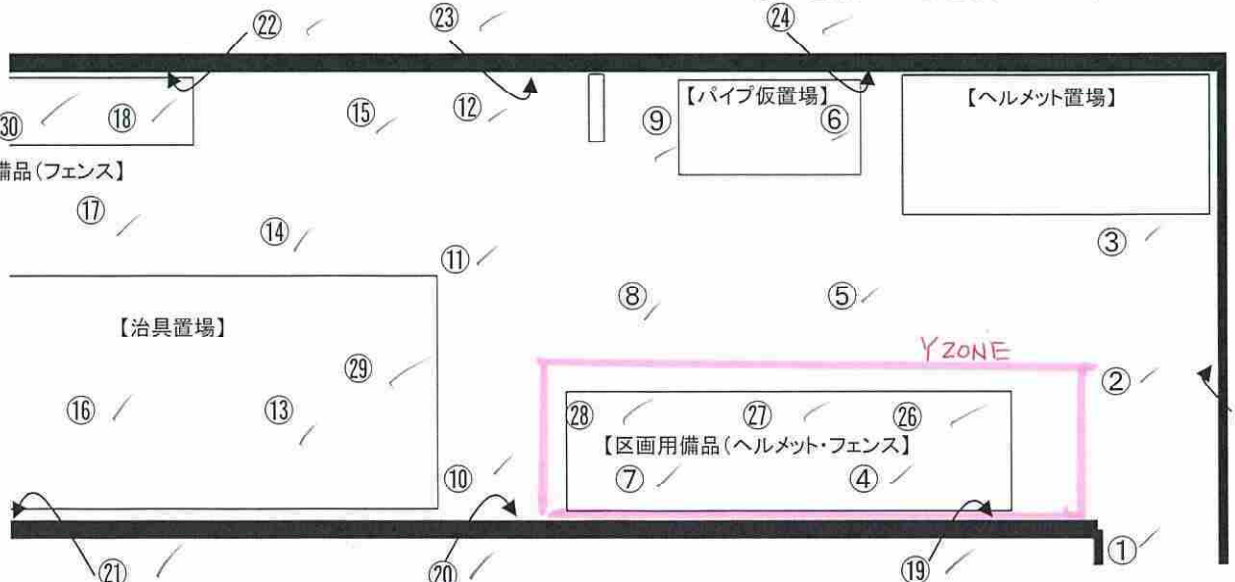 ㉒ ㉓ ㉔
㉚ ⑱ ⑮ ⑫ ⑨ 【パイプ仮置場】 ⑥ 【ヘルメット置場】
備品(フェンス】
⑰ ⑭ ⑪ ③
⑧ ⑤
【治具置場】
YZONE
㉙ ②
⑯ ⑬ ㉘ ㉗ ㉖
【区画用備品(ヘルメット・フェンス】
⑩ ⑦ ④
①
㉑ ⑳ ⑲